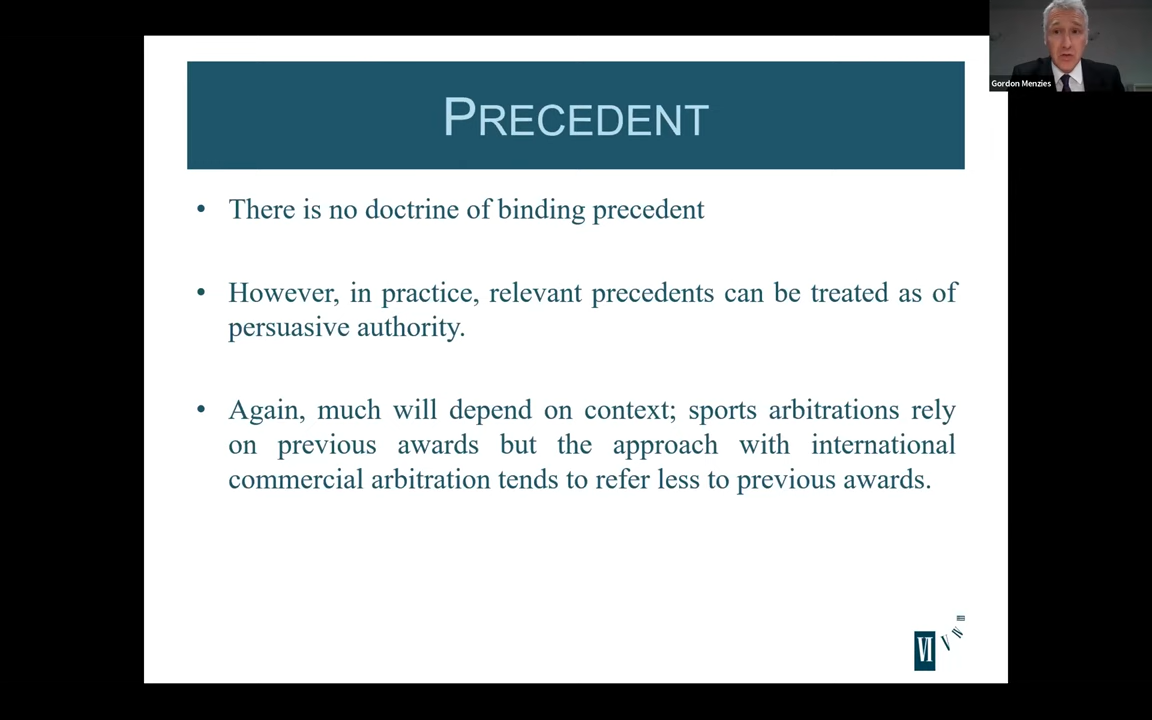 Gordon Menzies
PRECEDENT
• There is no doctrine of binding precedent
• However, in practice, relevant precedents can be treated as of
persuasive authority.
• Again, much will depend on context; sports arbitrations rely
on previous awards but the approach with international
commercial arbitration tends to refer less to previous awards.
VI